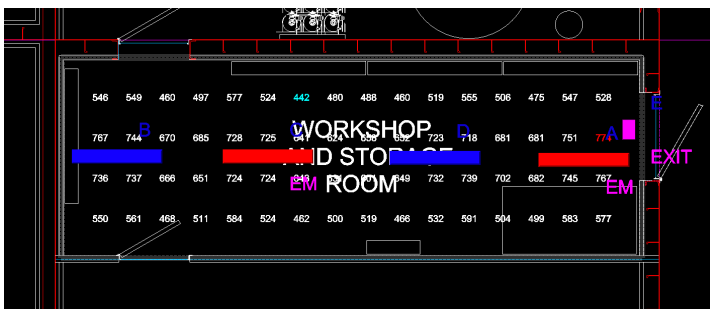 546 549 460 497 577 524 442 480 488 460 519 555 506 475 547 528
E
B D A
WORKSHOP
767 744 670 685 728 725 723 718 681 681 751 774
AND STORAGE
EXIT
736 737 666 651 724 724 649 732 739 702 682 745 767
EM ROOM EM
550 561 468 511 584 524 462 500 519 466 532 591 504 499 583 577